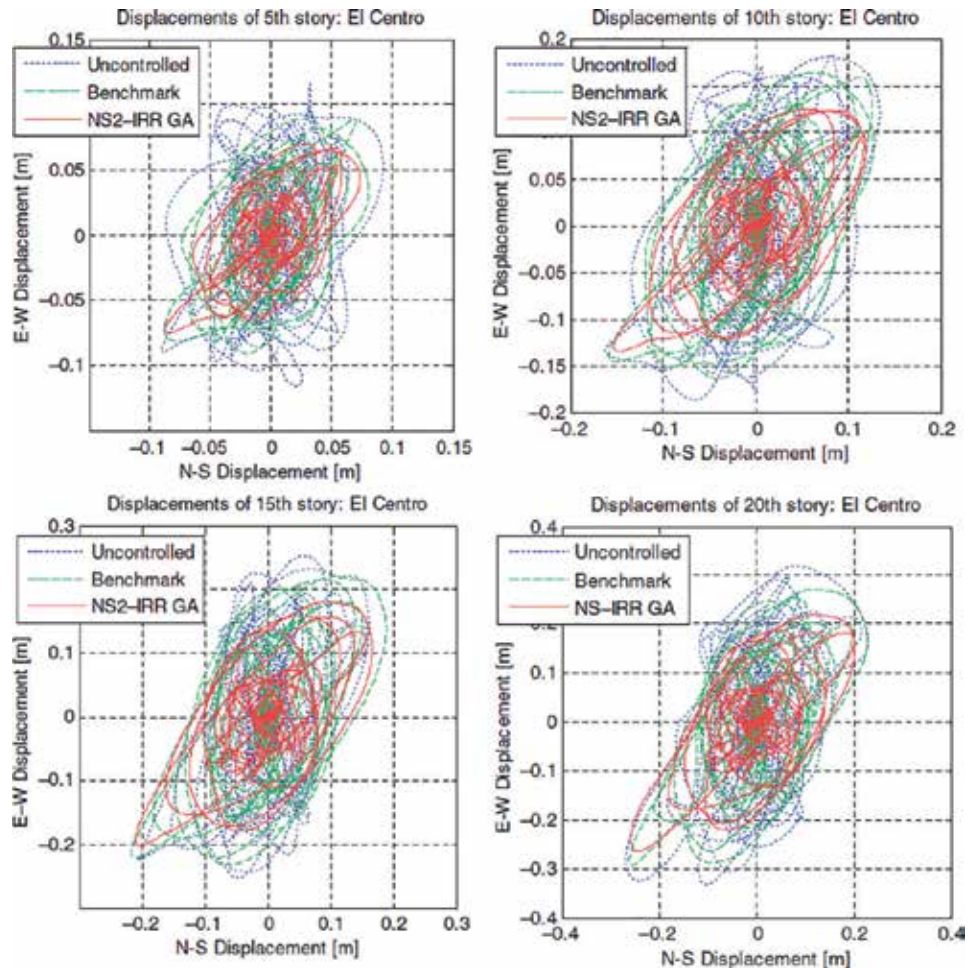 Displacements of 5th story: El Centro
0.15
Uncontrolled
Benchmark
NS2–IRR GA
0.05
0
−0.05
−0.1
E-W Displacement [m]
−0.1 −0.05 0 0.05 0.1 0.15
N-S Displacement [m]
Displacements of 10th story: El Centro
0.2
Uncontrolled
Benchmark
NS2–IRR GA
0.05
0
−0.05
−0.1
−0.15
−0.2
E-W Displacement [m]
−0.2 −0.1 0 0.1 0.2
N-S Displacement [m]
Displacements of 15th story: El Centro
0.3
Uncontrolled
Benchmark
NS2–IRR GA
0.1
0
−0.1
−0.2
E–W Displacement [m]
−0.2 −0.1 0 0.1 0.2 0.3
N-S Displacement [m]
Displacements of 20th story: El Centro
0.4
Uncontrolled
Benchmark
NS–IRR GA
0.1
0
−0.1
−0.2
−0.3
−0.4
E-W Displacement [m]
−0.4 −0.2 0 0.2 0.4
N-S Displacement [m]